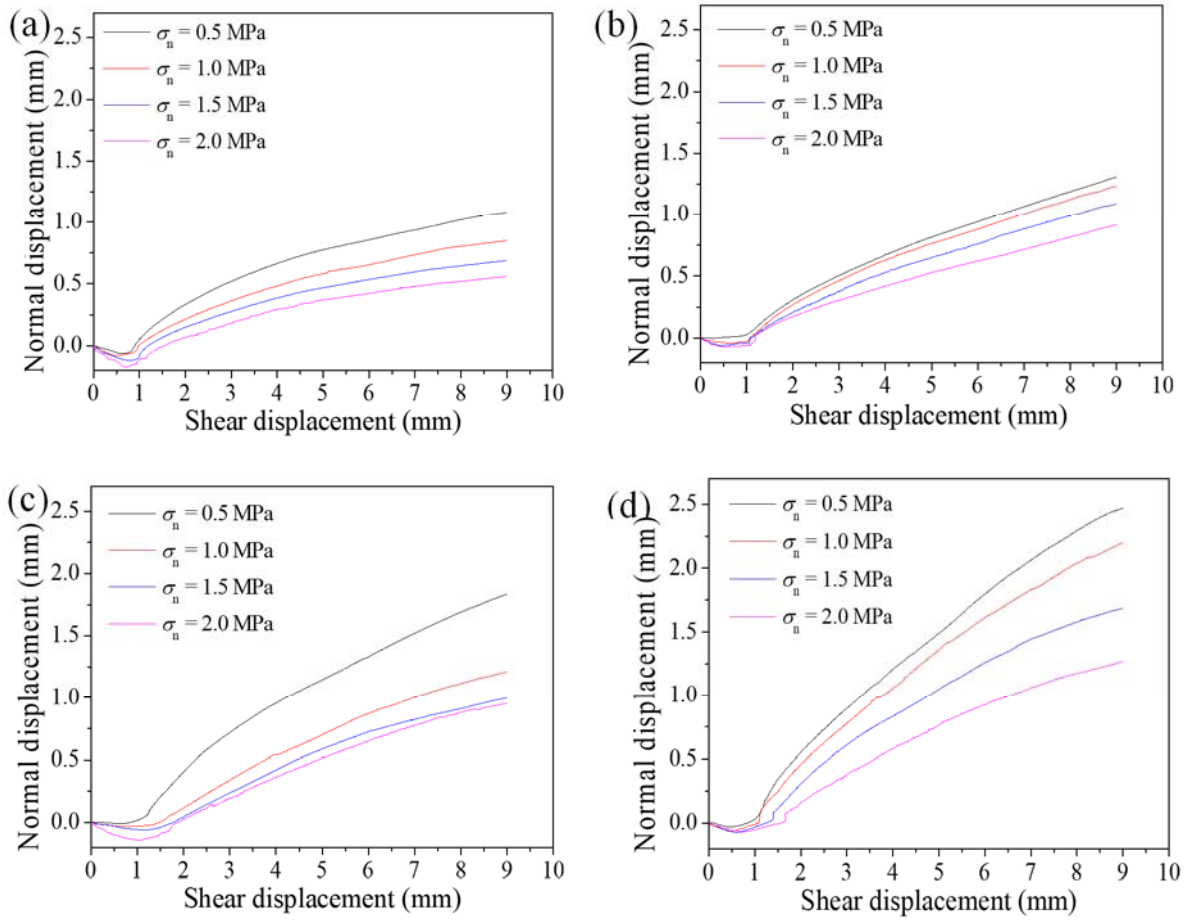 (a)
2.5
2.0
1.5
1.0
0.5
0.0
Normal displacement (mm)
σn = 0.5 MPa
σn = 1.0 MPa
σn = 1.5 MPa
σn = 2.0 MPa
0 1 2 3 4 5 6 7 8 9 10
Shear displacement (mm)
(b)
2.5
2.0
1.5
1.0
0.5
0.0
Normal displacement (mm)
σn = 0.5 MPa
σn = 1.0 MPa
σn = 1.5 MPa
σn = 2.0 MPa
0 1 2 3 4 5 6 7 8 9 10
Shear displacement (mm)
(c)
2.5
2.0
1.5
1.0
0.5
0.0
Normal displacement (mm)
σn = 0.5 MPa
σn = 1.0 MPa
σn = 1.5 MPa
σn = 2.0 MPa
0 1 2 3 4 5 6 7 8 9 10
Shear displacement (mm)
(d)
2.5
2.0
1.5
1.0
0.5
0.0
Normal displacement (mm)
σn = 0.5 MPa
σn = 1.0 MPa
σn = 1.5 MPa
σn = 2.0 MPa
0 1 2 3 4 5 6 7 8 9 10
Shear displacement (mm)